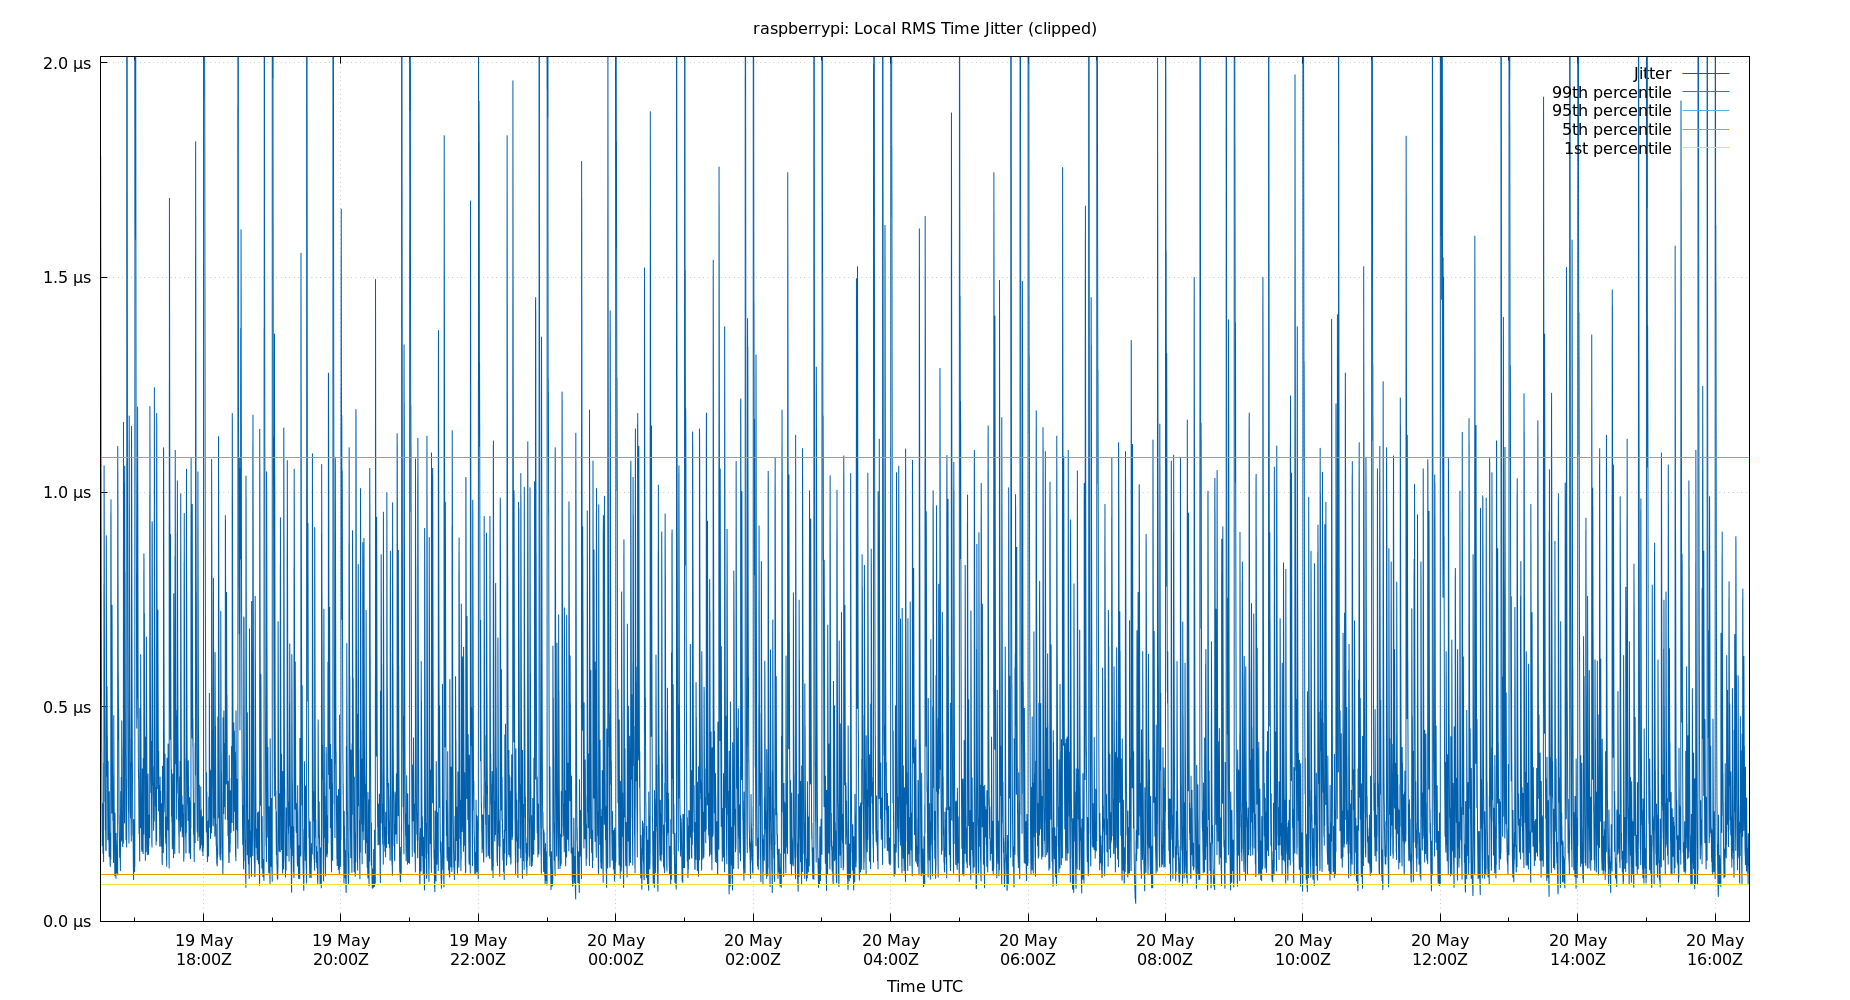 raspberrypi: Local RMS Time Jitter (clipped)
2.0 µs
1.5 µs
1.0 µs
0.5 µs
0.0 µs
Jitter
99th percentile
95th percentile
5th percentile
1st percentile
19 May 19 May 19 May 20 May 20 May 20 May 20 May 20 May 20 May 20 May 20 May 20 May
18:00Z 20:00Z 22:00Z 00:00Z 02:00Z 04:00Z 06:00Z 08:00Z 10:00Z 12:00Z 14:00Z 16:00Z
Time UTC